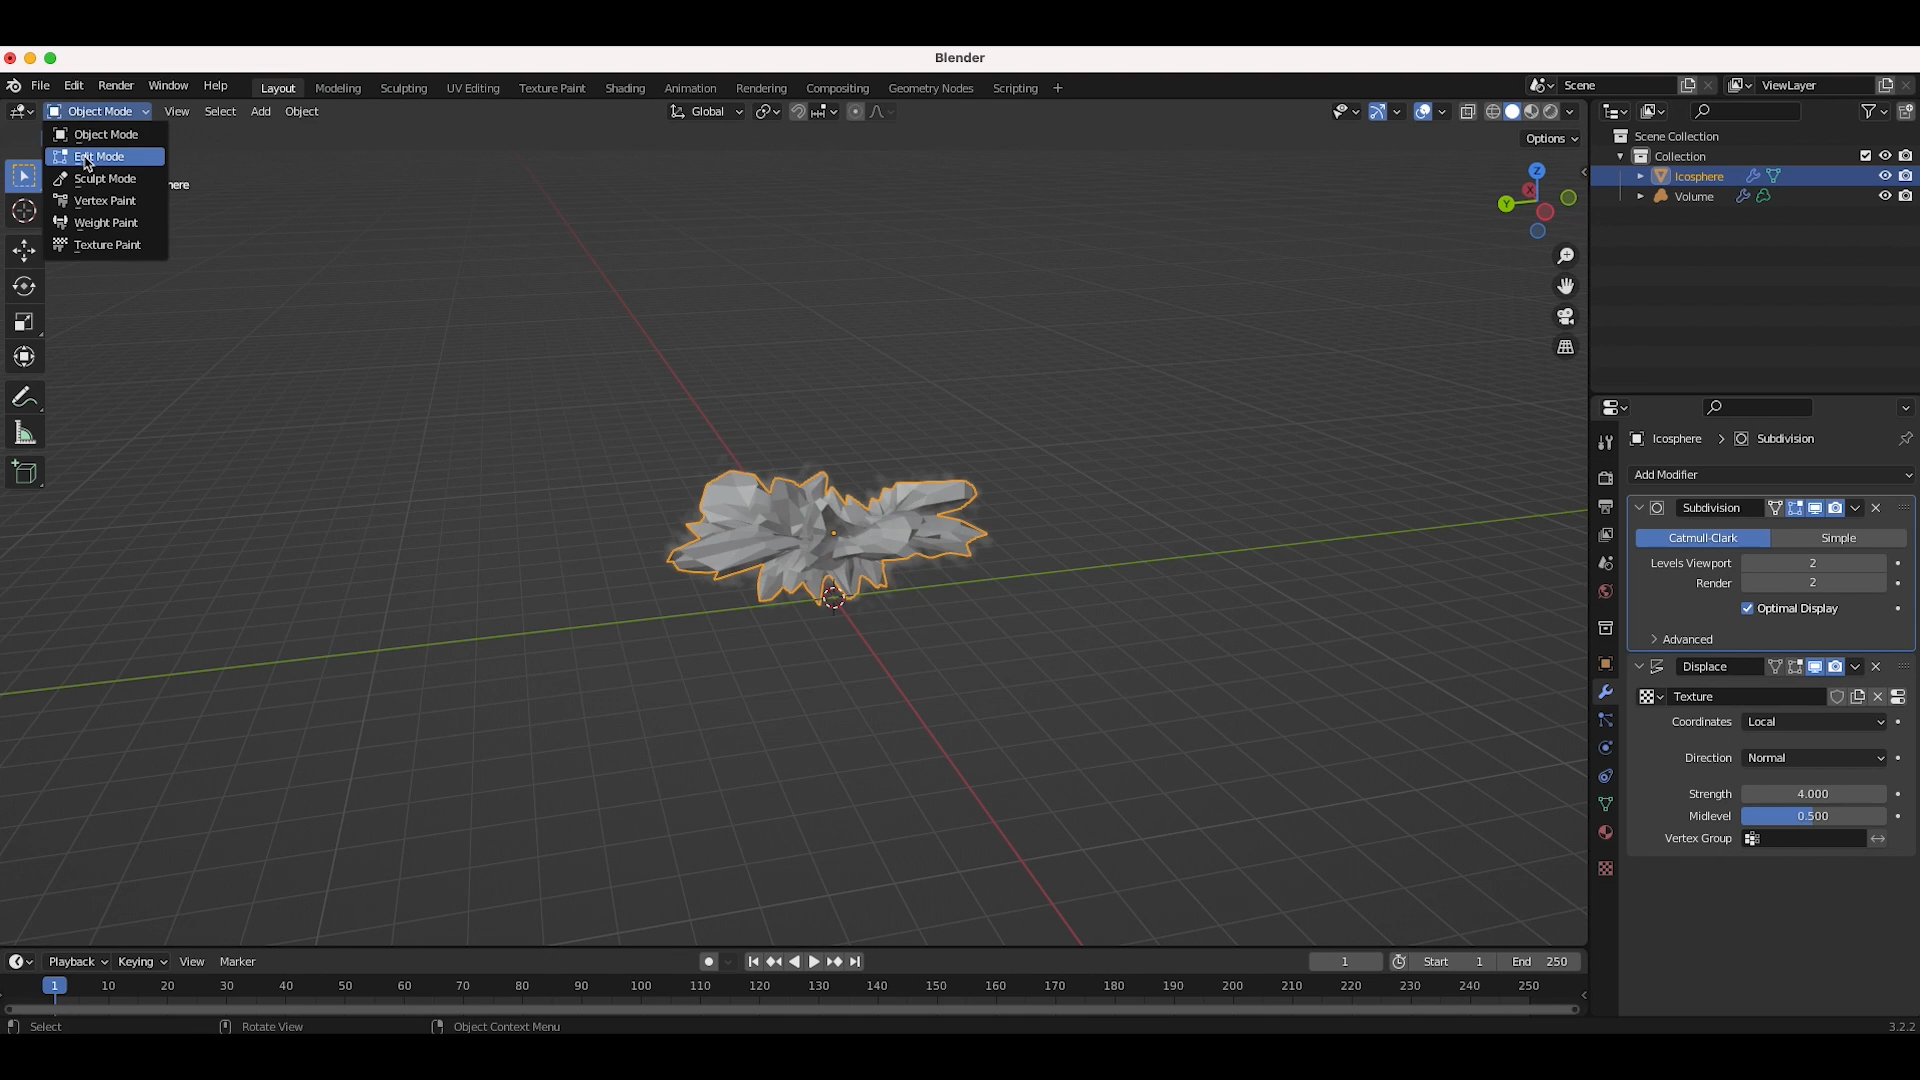 Blender
File Edit Render Window Help Layout Modeling Sculpting UV Editing Texture Paint Shading Animation Rendering Compositing Geometry Nodes Scripting + Scene ViewLayer
Object Mode View Select Add Object Global
Options
Object Mode
Edit Mode
Sculpt Mode
Vertex Paint
Weight Paint
Texture Paint
here
Z
X
Y
Scene Collection
Collection
Icosphere
Volume
Icosphere > Subdivision
Add Modifier
Subdivision
Catmull-Clark Simple
Levels Viewport 2
Render 2
Optimal Display
Advanced
Displace
Texture
Coordinates Local
Direction Normal
Strength 4.000
Midlevel 0.500
Vertex Group
Playback Keying View Marker 1 Start 1 End 250
1 10 20 30 40 50 60 70 80 90 100 110 120 130 140 150 160 170 180 190 200 210 220 230 240 250
Select Rotate View Object Context Menu 3.2.2